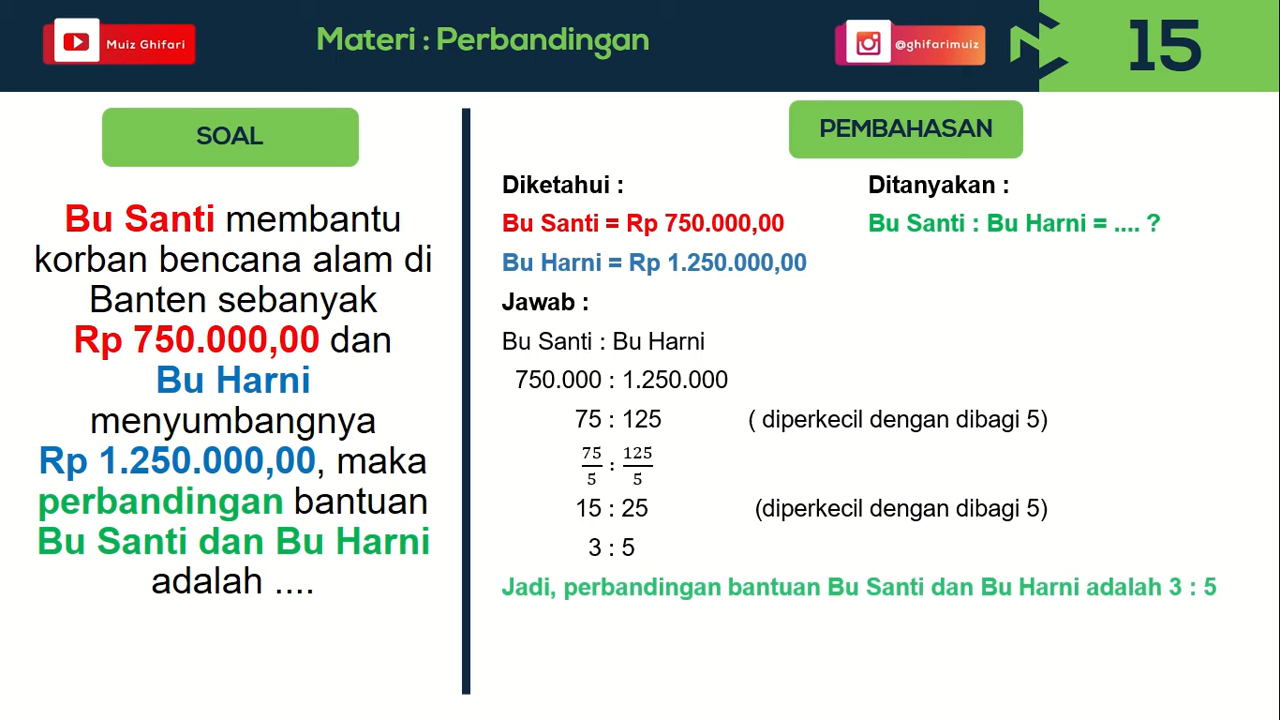 Muiz Ghifari
Materi : Perbandingan
@ghifarimuiz
15
SOAL
Bu Santi membantu
korban bencana alam di
Banten sebanyak
Rp 750.000,00 dan
Bu Harni
menyumbangnya
Rp 1.250.000,00, maka
perbandingan bantuan
Bu Santi dan Bu Harni
adalah ....
PEMBAHASAN
Diketahui :
Bu Santi = Rp 750.000,00
Bu Harni = Rp 1.250.000,00
Ditanyakan :
Bu Santi : Bu Harni = .... ?
Jawab :
Bu Santi : Bu Harni
750.000 : 1.250.000
75 : 125 ( diperkecil dengan dibagi 5)
75/5 : 125/5
15 : 25 (diperkecil dengan dibagi 5)
3 : 5
Jadi, perbandingan bantuan Bu Santi dan Bu Harni adalah 3 : 5